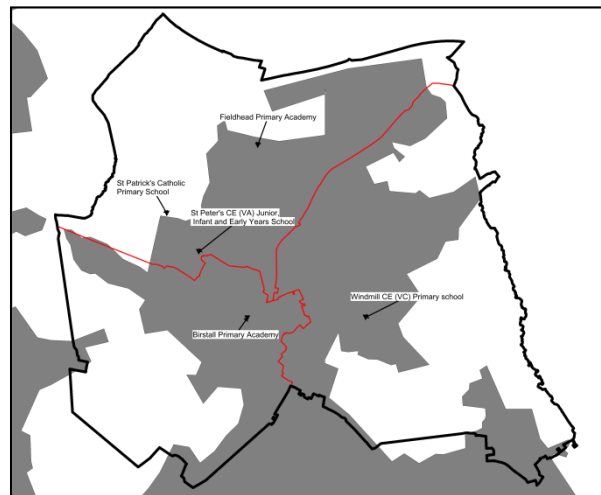 Fieldhead Primary Academy
St Patrick's Catholic
Primary School
St Peter's CE (VA) Junior,
Infant and Early Years School
Windmill CE (VC) Primary school
Birstall Primary Academy